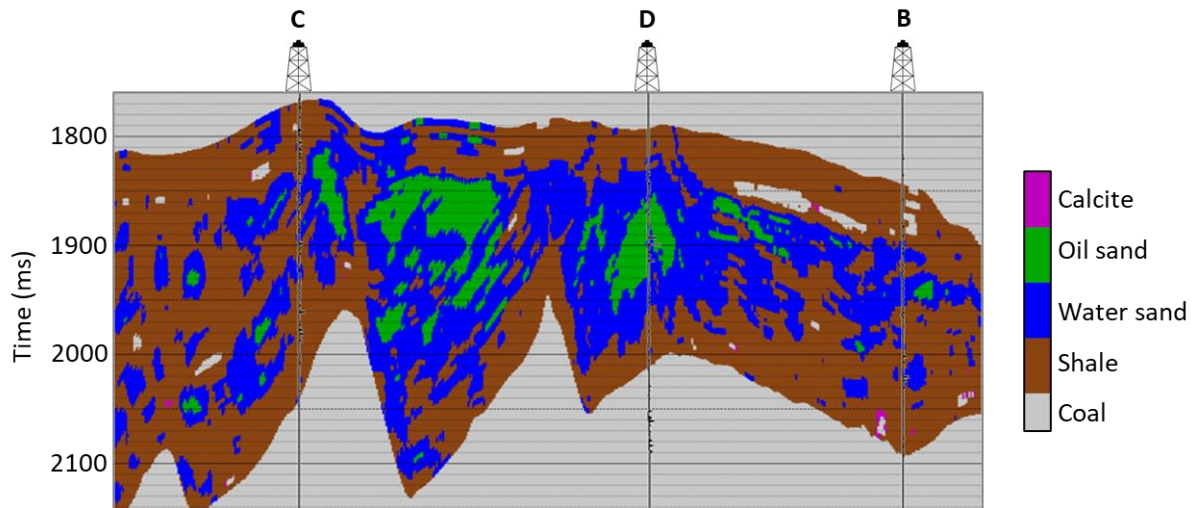 C D B
1800
1900
2000
2100
Time (ms)
Calcite
Oil sand
Water sand
Shale
Coal